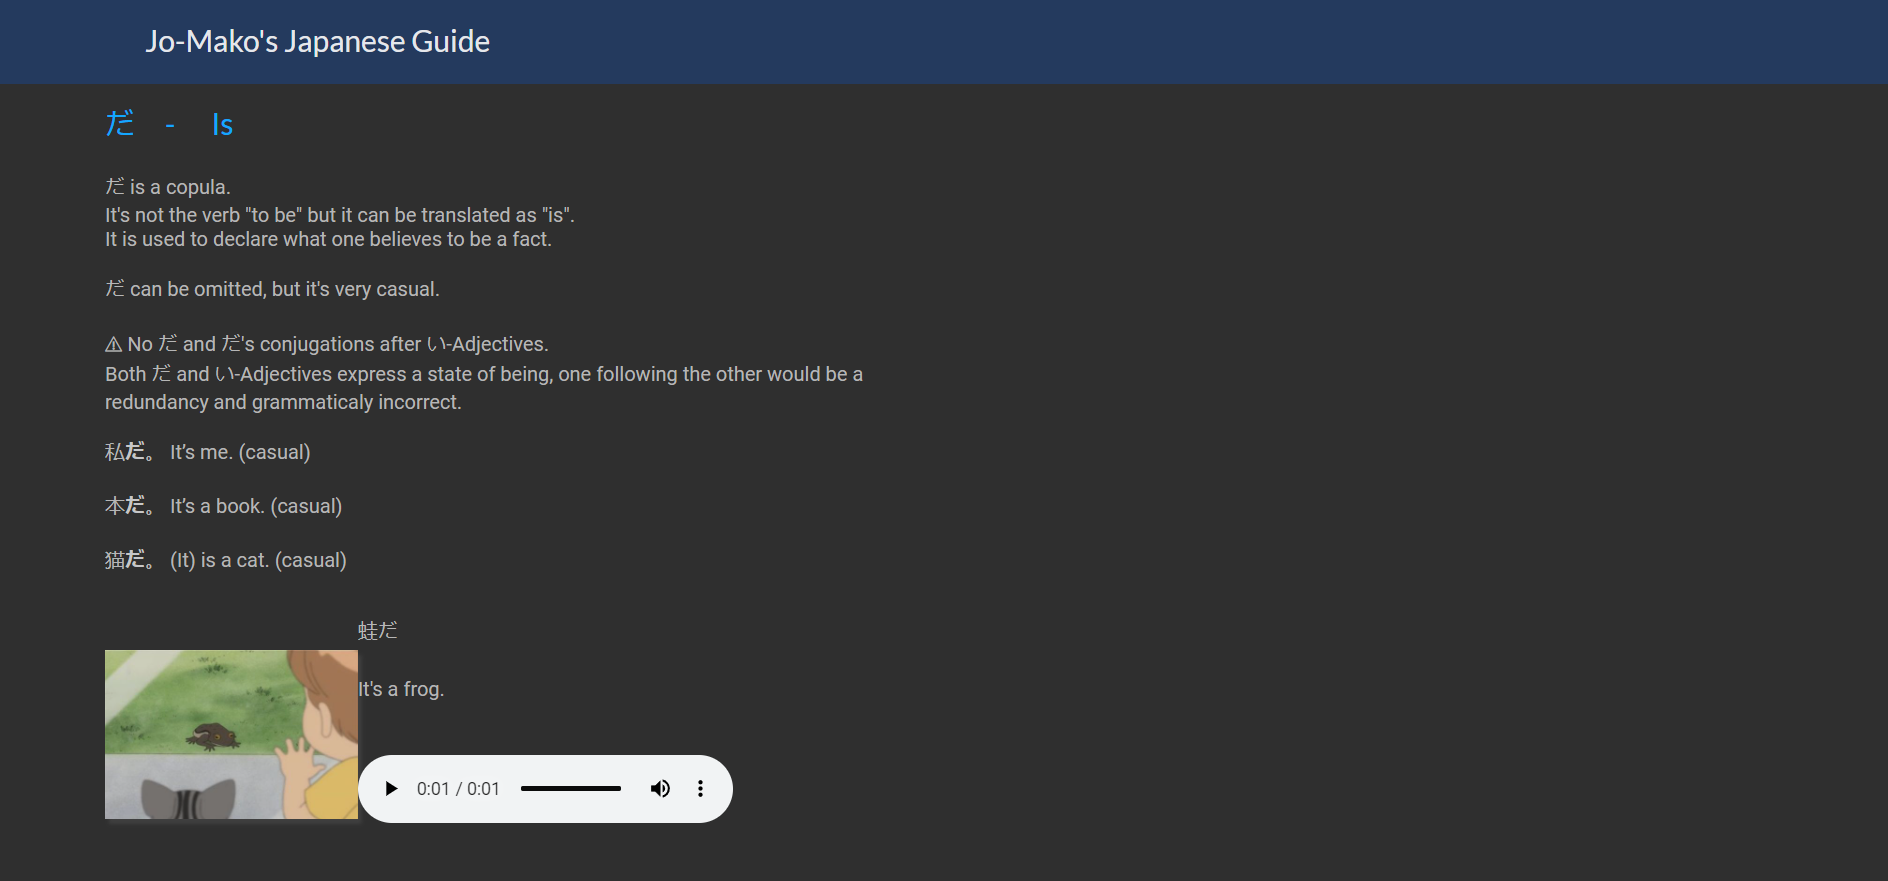 Jo-Mako's Japanese Guide
だ - Is
だ is a copula.
It's not the verb "to be" but it can be translated as "is".
It is used to declare what one believes to be a fact.
だ can be omitted, but it's very casual.
⚠ No だ and だ's conjugations after い-Adjectives.
Both だ and い-Adjectives express a state of being, one following the other would be a
redundancy and grammaticaly incorrect.
私だ。 It’s me. (casual)
本だ。 It’s a book. (casual)
猫だ。 (It) is a cat. (casual)
蛙だ
It's a frog.
0:01 / 0:01